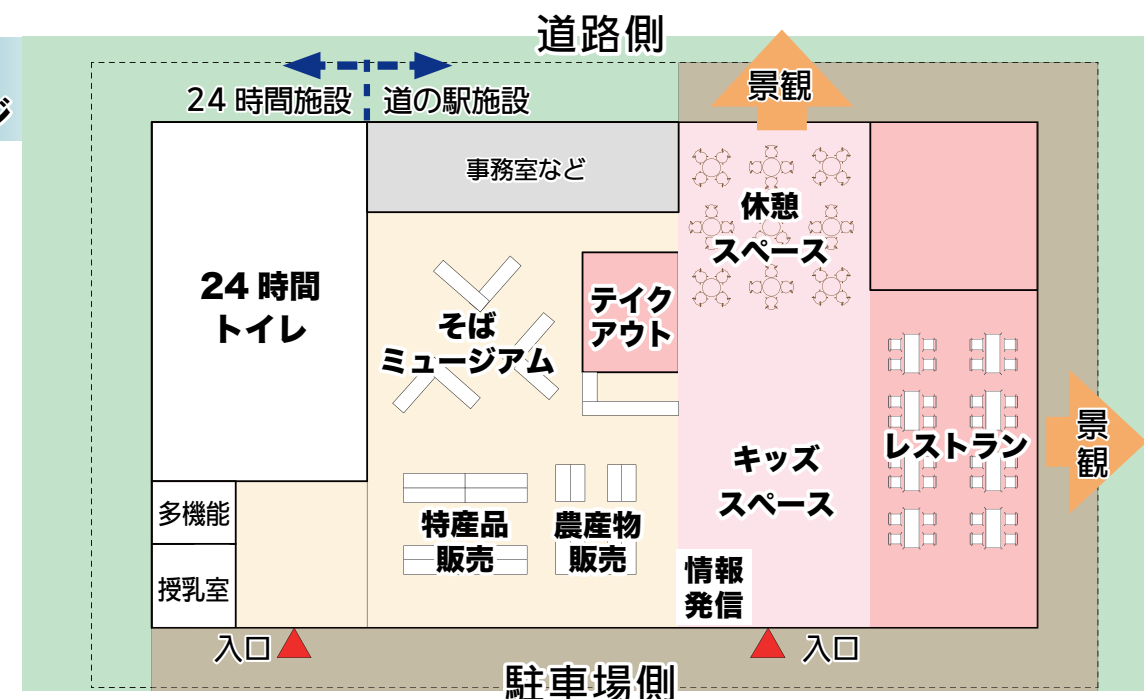 道路側
景観
ジ
24時間施設
道の駅施設
事務室など
休憩
スペース
24時間
トイレ
テイク
アウト
そば
ミュージアム
景観
レストラン
キッズ
スペース
多機能
特産品
販売
農産物
販売
情報
発信
授乳室
入口
入口
駐車場側